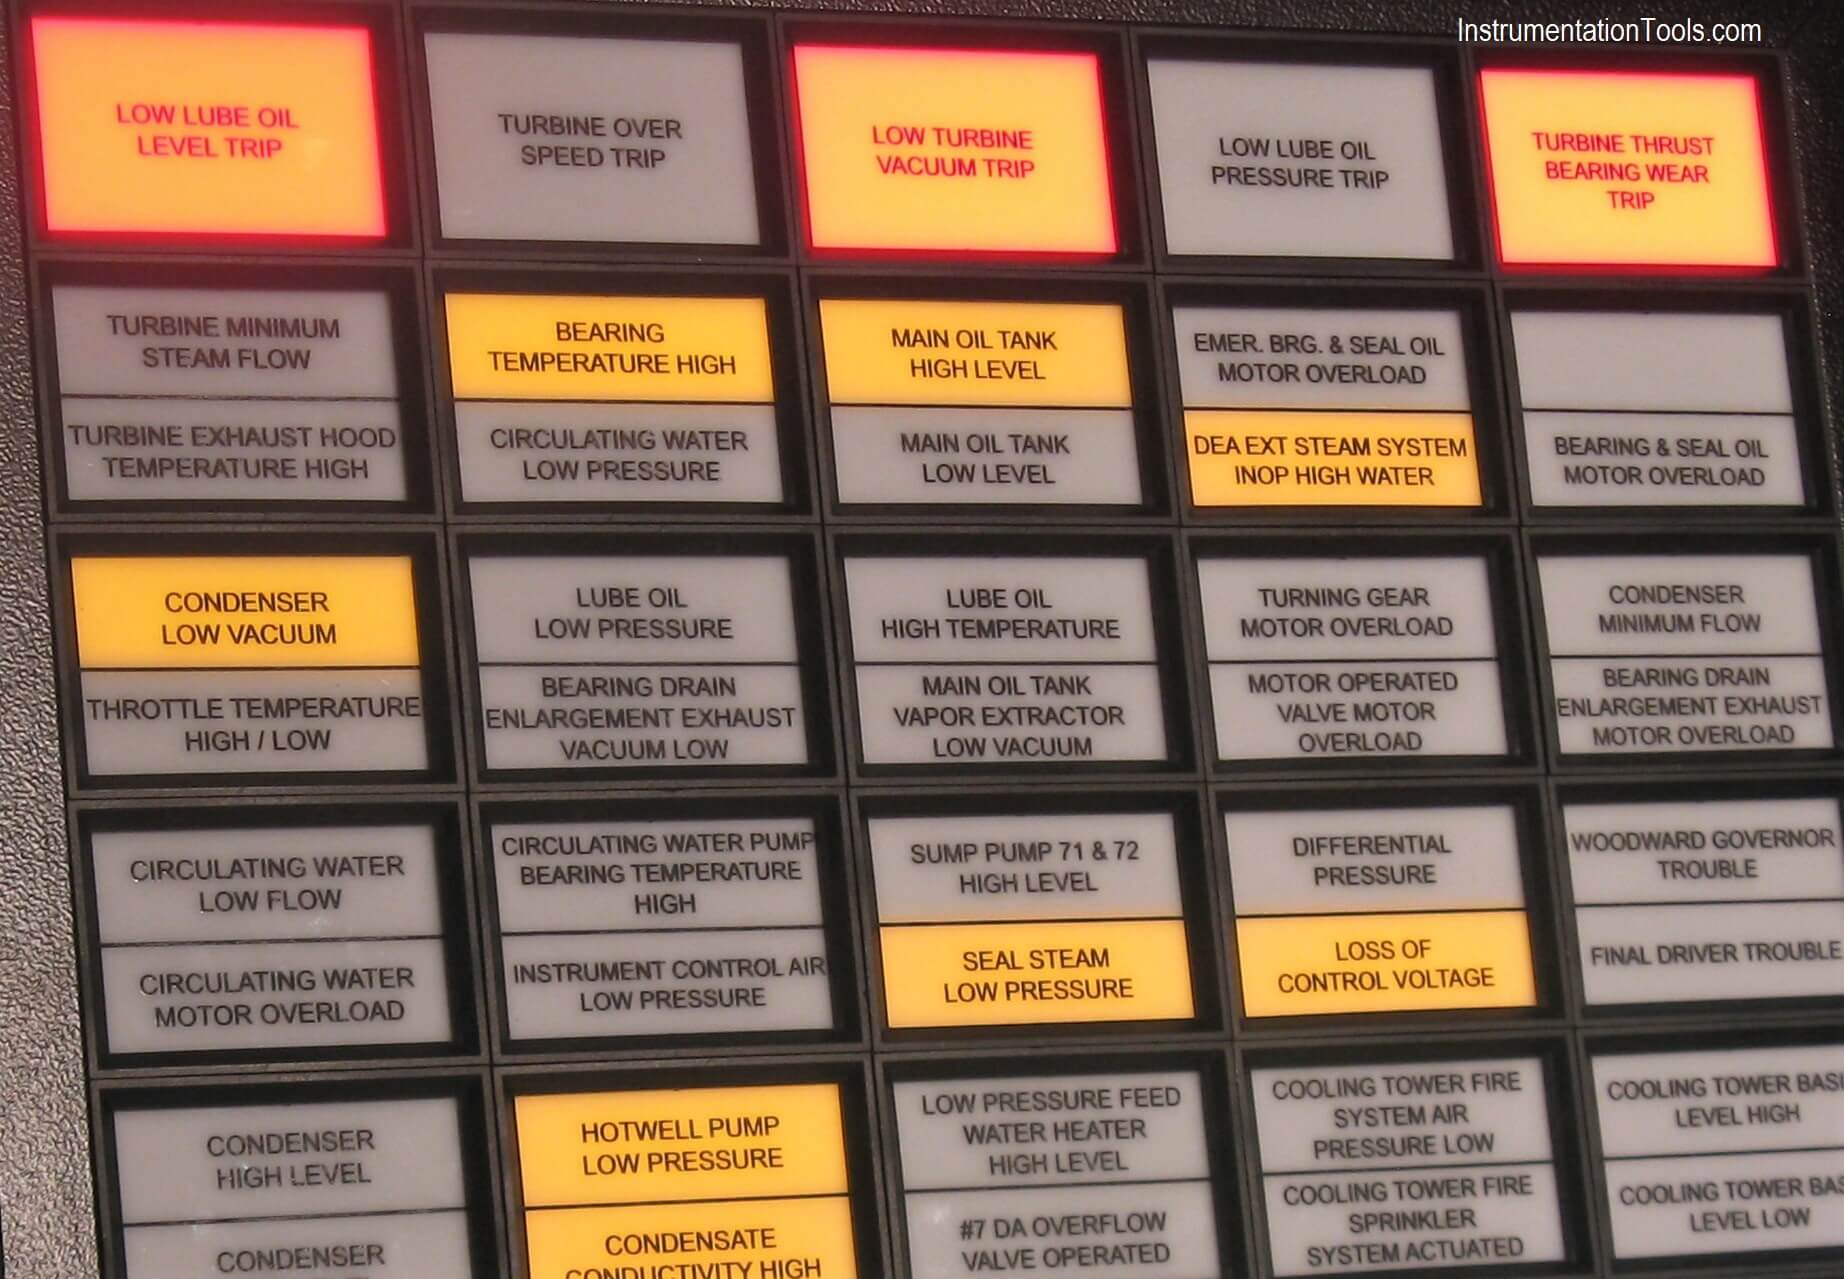 InstrumentationTools.com
LOW LUBE OIL
LEVEL TRIP
TURBINE OVER
SPEED TRIP
LOW TURBINE
VACUUM TRIP
LOW LUBE OIL
PRESSURE TRIP
TURBINE THRUST
BEARING WEAR
TRIP
TURBINE MINIMUM
STEAM FLOW
TURBINE EXHAUST HOOD
TEMPERATURE HIGH
BEARING
TEMPERATURE HIGH
CIRCULATING WATER
LOW PRESSURE
MAIN OIL TANK
HIGH LEVEL
MAIN OIL TANK
LOW LEVEL
EMER. BRG. & SEAL OIL
MOTOR OVERLOAD
DEA EXT STEAM SYSTEM
INOP HIGH WATER
BEARING & SEAL OIL
MOTOR OVERLOAD
CONDENSER
LOW VACUUM
THROTTLE TEMPERATURE
HIGH / LOW
LUBE OIL
LOW PRESSURE
BEARING DRAIN
ENLARGEMENT EXHAUST
VACUUM LOW
LUBE OIL
HIGH TEMPERATURE
MAIN OIL TANK
VAPOR EXTRACTOR
LOW VACUUM
TURNING GEAR
MOTOR OVERLOAD
MOTOR OPERATED
VALVE MOTOR
OVERLOAD
CONDENSER
MINIMUM FLOW
BEARING DRAIN
ENLARGEMENT EXHAUST
MOTOR OVERLOAD
CIRCULATING WATER
LOW FLOW
CIRCULATING WATER
MOTOR OVERLOAD
CIRCULATING WATER PUMP
BEARING TEMPERATURE
HIGH
INSTRUMENT CONTROL AIR
LOW PRESSURE
SUMP PUMP 71 & 72
HIGH LEVEL
SEAL STEAM
LOW PRESSURE
DIFFERENTIAL
PRESSURE
LOSS OF
CONTROL VOLTAGE
WOODWARD GOVERNOR
TROUBLE
FINAL DRIVER TROUBLE
CONDENSER
HIGH LEVEL
CONDENSER
HOTWELL PUMP
LOW PRESSURE
CONDENSATE
CONDUCTIVITY HIGH
LOW PRESSURE FEED
WATER HEATER
HIGH LEVEL
#7 DA OVERFLOW
VALVE OPERATED
COOLING TOWER FIRE
SYSTEM AIR
PRESSURE LOW
COOLING TOWER FIRE
SPRINKLER
SYSTEM ACTUATED
COOLING TOWER
LEVEL HIGH
COOLING TOWER
LEVEL LOW